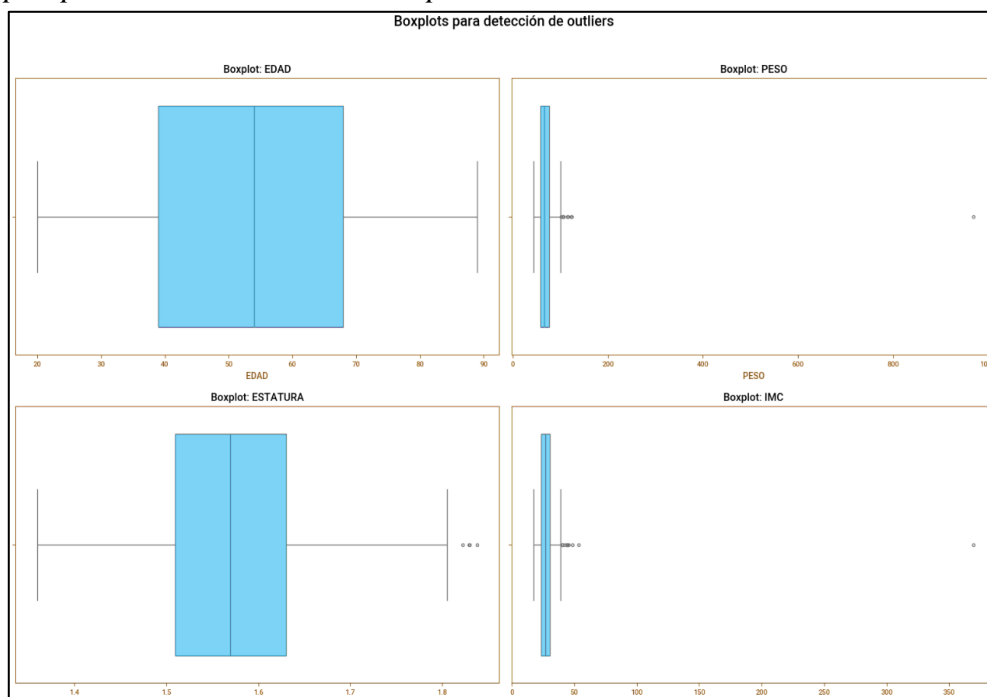 Boxplots para detección de outliers
Boxplot: EDAD
Boxplot: PESO
20 30 40 50 60 70 80 90
0 200 400 600 800
EDAD
PESO
Boxplot: ESTATURA
Boxplot: IMC
1.4 1.5 1.6 1.7 1.8
0 50 100 150 200 250 300 350